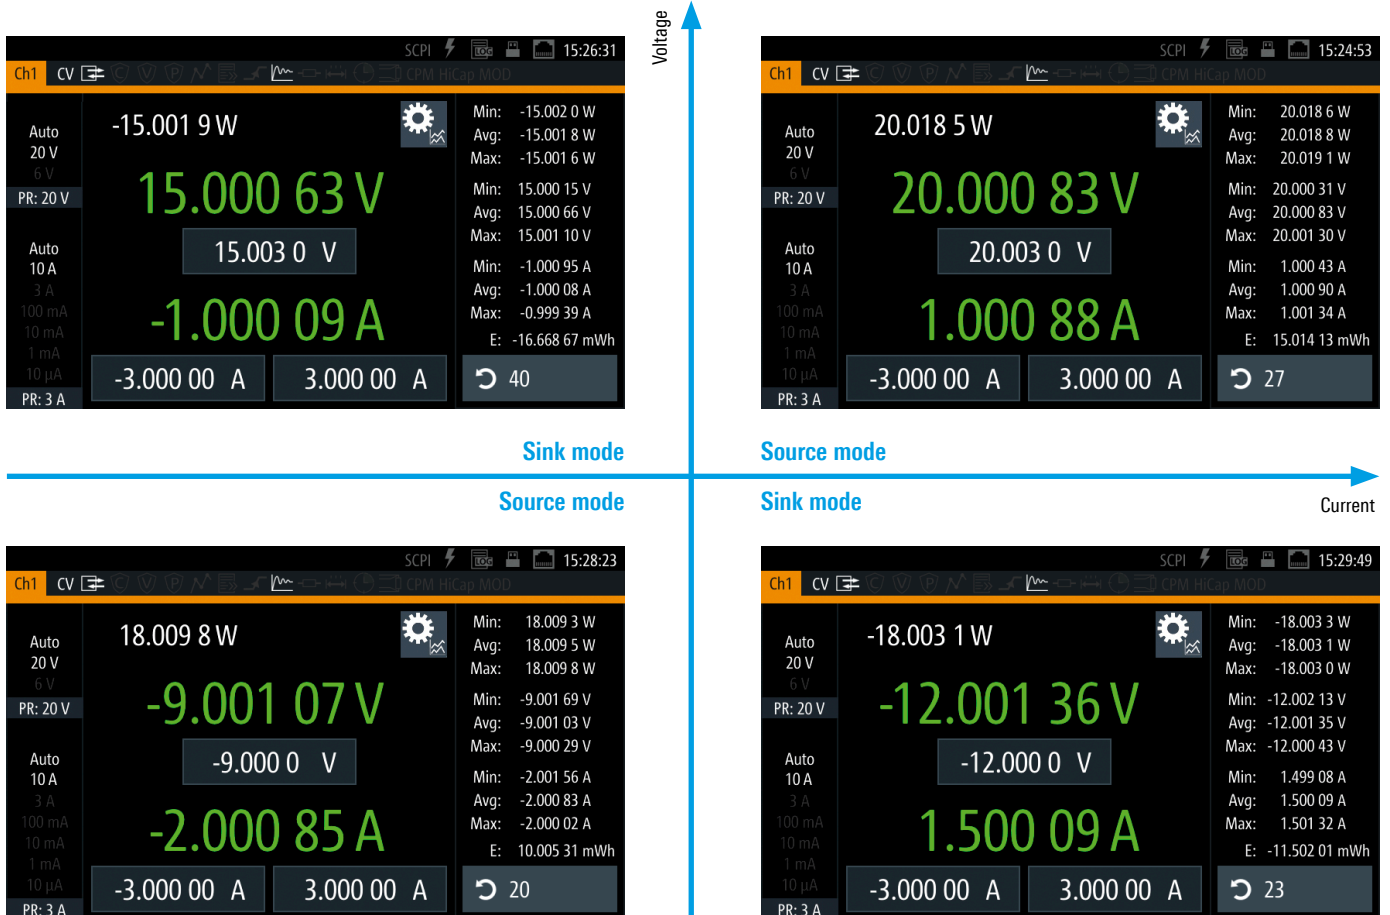 Voltage
SCPI LOG 15:26:31
Ch1 CV C V P CPM HiCap MOD
-15.001 9 W
Auto
20 V
6 V
PR: 20 V
15.000 63 V
15.003 0 V
Auto
10 A
3 A
100 mA
10 mA
1 mA
10 µA
PR: 3 A
-1.000 09 A
-3.000 00 A 3.000 00 A
Min: -15.002 0 W
Avg: -15.001 8 W
Max: -15.001 6 W
Min: 15.000 15 V
Avg: 15.000 66 V
Max: 15.001 10 V
Min: -1.000 95 A
Avg: -1.000 08 A
Max: -0.999 39 A
E: -16.668 67 mWh
40
SCPI LOG 15:24:53
Ch1 CV C V P CPM HiCap MOD
20.018 5 W
Auto
20 V
6 V
PR: 20 V
20.000 83 V
20.003 0 V
Auto
10 A
3 A
100 mA
10 mA
1 mA
10 µA
PR: 3 A
1.000 88 A
-3.000 00 A 3.000 00 A
Min: 20.018 6 W
Avg: 20.018 8 W
Max: 20.019 1 W
Min: 20.000 31 V
Avg: 20.000 83 V
Max: 20.001 30 V
Min: 1.000 43 A
Avg: 1.000 90 A
Max: 1.001 34 A
E: 15.014 13 mWh
27
Sink mode
Source mode
Source mode
Sink mode
Current
SCPI LOG 15:28:23
Ch1 CV C V P CPM HiCap MOD
18.009 8 W
Auto
20 V
6 V
PR: 20 V
-9.001 07 V
-9.000 0 V
Auto
10 A
3 A
100 mA
10 mA
1 mA
10 µA
PR: 3 A
-2.000 85 A
-3.000 00 A 3.000 00 A
Min: 18.009 3 W
Avg: 18.009 5 W
Max: 18.009 8 W
Min: -9.001 69 V
Avg: -9.001 03 V
Max: -9.000 29 V
Min: -2.001 56 A
Avg: -2.000 83 A
Max: -2.000 02 A
E: 10.005 31 mWh
20
SCPI LOG 15:29:49
Ch1 CV C V P CPM HiCap MOD
-18.003 1 W
Auto
20 V
6 V
PR: 20 V
-12.001 36 V
-12.000 0 V
Auto
10 A
3 A
100 mA
10 mA
1 mA
10 µA
PR: 3 A
1.500 09 A
-3.000 00 A 3.000 00 A
Min: -18.003 3 W
Avg: -18.003 1 W
Max: -18.003 0 W
Min: -12.002 13 V
Avg: -12.001 35 V
Max: -12.000 43 V
Min: 1.499 08 A
Avg: 1.500 09 A
Max: 1.501 32 A
E: -11.502 01 mWh
23